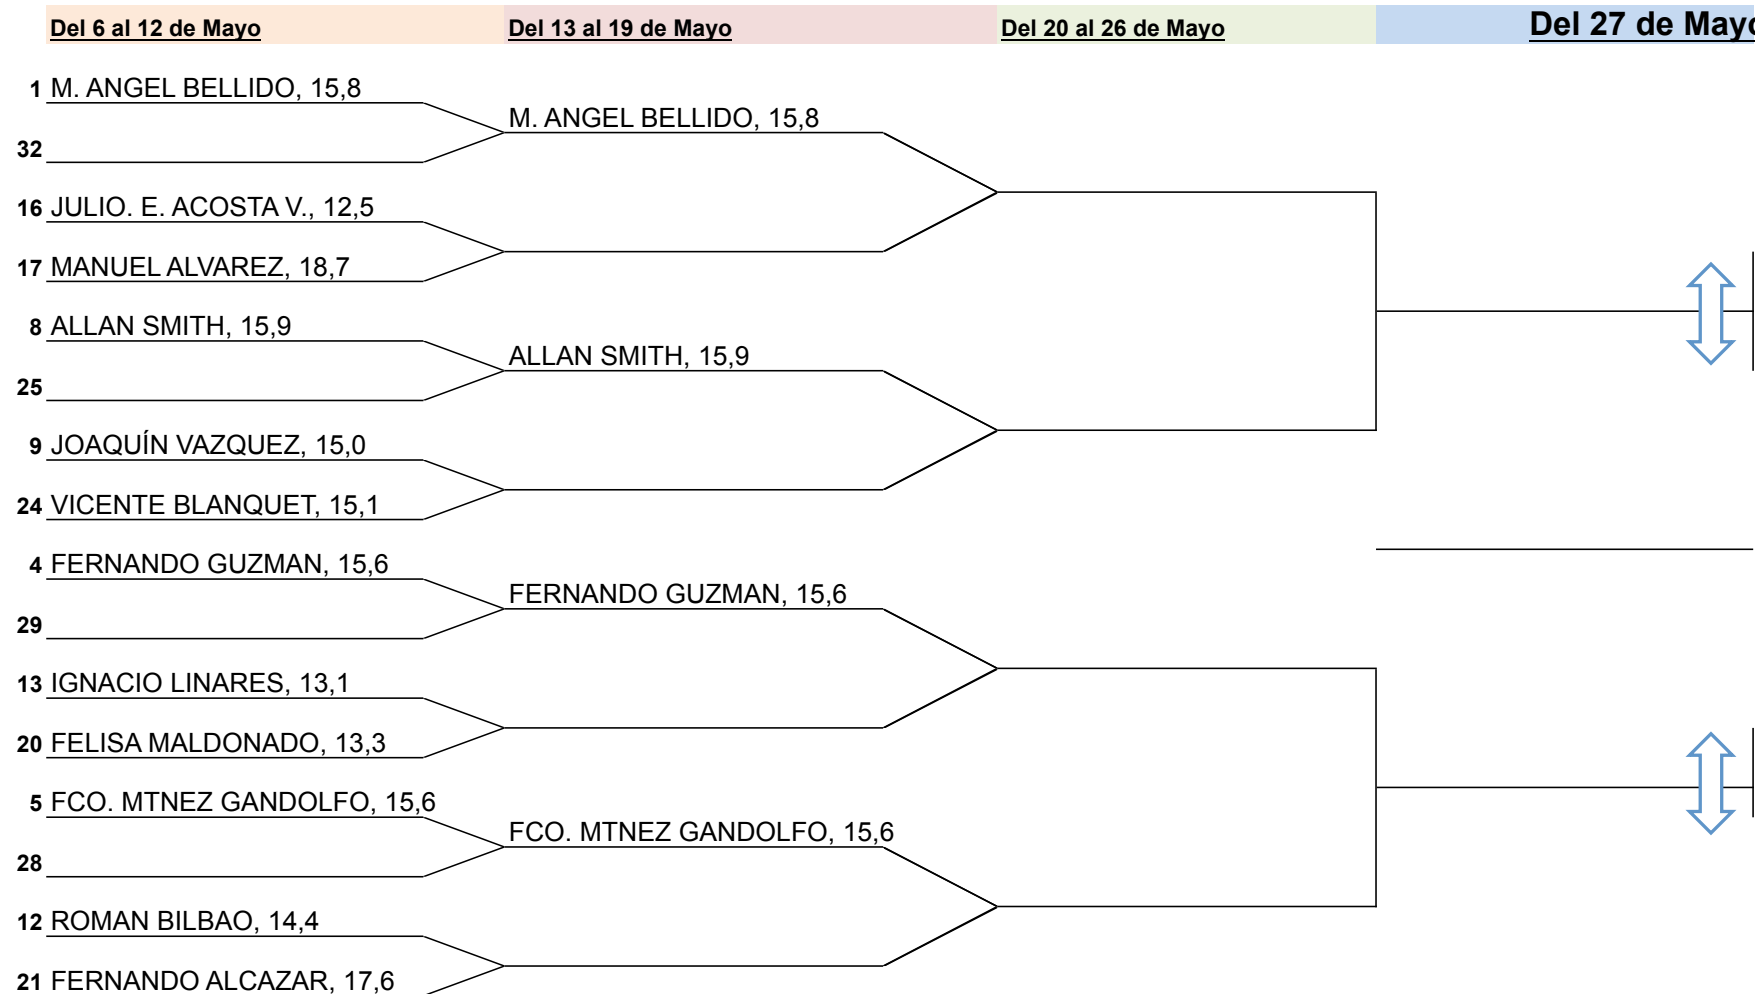 Del 6 al 12 de Mayo
Del 13 al 19 de Mayo
Del 20 al 26 de Mayo
Del 27 de Mayo
1 M. ANGEL BELLIDO, 15,8
M. ANGEL BELLIDO, 15,8
32
16 JULIO. E. ACOSTA V., 12,5
17 MANUEL ALVAREZ, 18,7
8 ALLAN SMITH, 15,9
ALLAN SMITH, 15,9
25
9 JOAQUÍN VAZQUEZ, 15,0
24 VICENTE BLANQUET, 15,1
4 FERNANDO GUZMAN, 15,6
FERNANDO GUZMAN, 15,6
29
13 IGNACIO LINARES, 13,1
20 FELISA MALDONADO, 13,3
5 FCO. MTNEZ GANDOLFO, 15,6
FCO. MTNEZ GANDOLFO, 15,6
28
12 ROMAN BILBAO, 14,4
21 FERNANDO ALCAZAR, 17,6